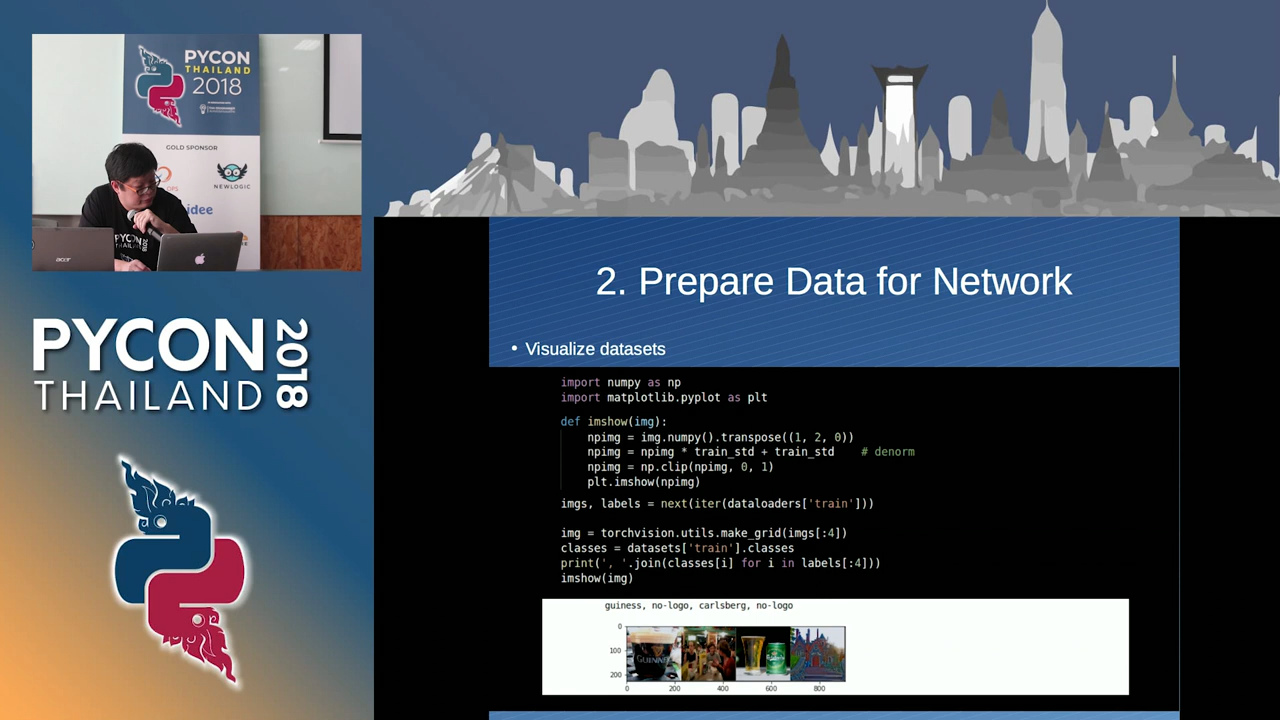 PYCON
THAILAND
2018
GOLD SPONSOR
NEWLOGIC
idee
acer
PYCON
THAILAND
2018
2. Prepare Data for Network
• Visualize datasets
import numpy as np
import matplotlib.pyplot as plt
def imshow(img):
npimg = img.numpy().transpose((1, 2, 0))
npimg = npimg * train_std + train_std # denorm
npimg = np.clip(npimg, 0, 1)
plt.imshow(npimg)
imgs, labels = next(iter(dataloaders['train']))
img = torchvision.utils.make_grid(imgs[:4])
classes = datasets['train'].classes
print(', '.join(classes[i] for i in labels[:4]))
imshow(img)
guiness, no-logo, carlsberg, no-logo
0
100
200
0 200 400 600 800